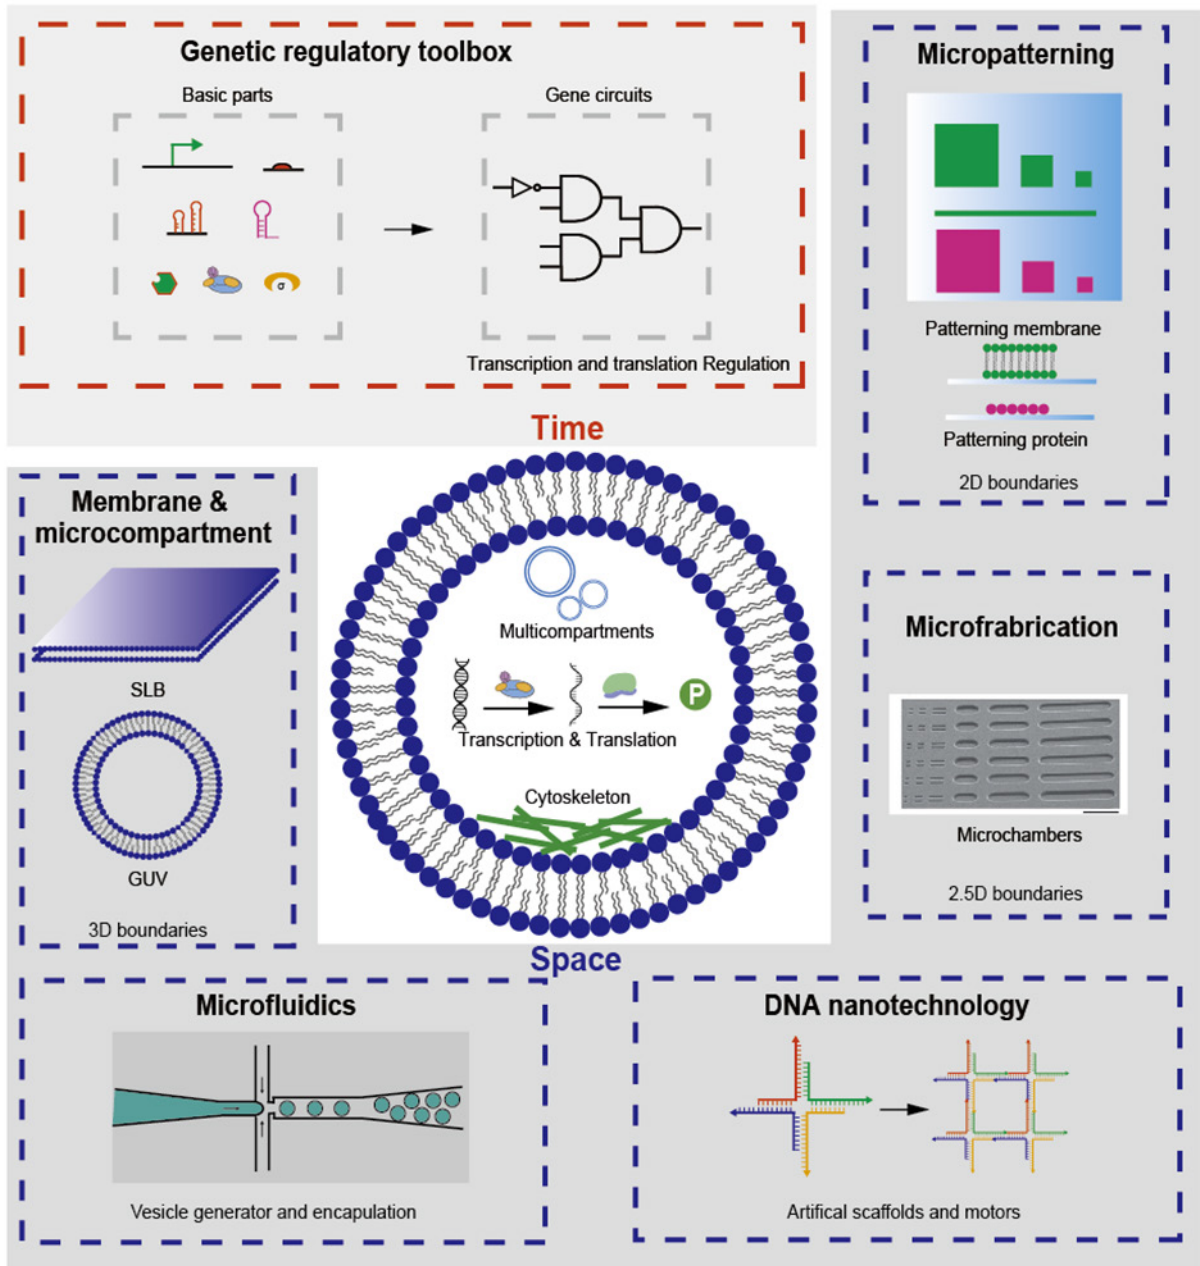 Genetic regulatory toolbox
Basic parts
Gene circuits
σ
Transcription and translation Regulation
Time
Micropatterning
Patterning membrane
Patterning protein
2D boundaries
Membrane &
microcompartment
SLB
GUV
3D boundaries
Multicompartments
P
Transcription & Translation
Cytoskeleton
Microfrabrication
Microchambers
2.5D boundaries
Space
Microfluidics
Vesicle generator and encapulation
DNA nanotechnology
Artifical scaffolds and motors